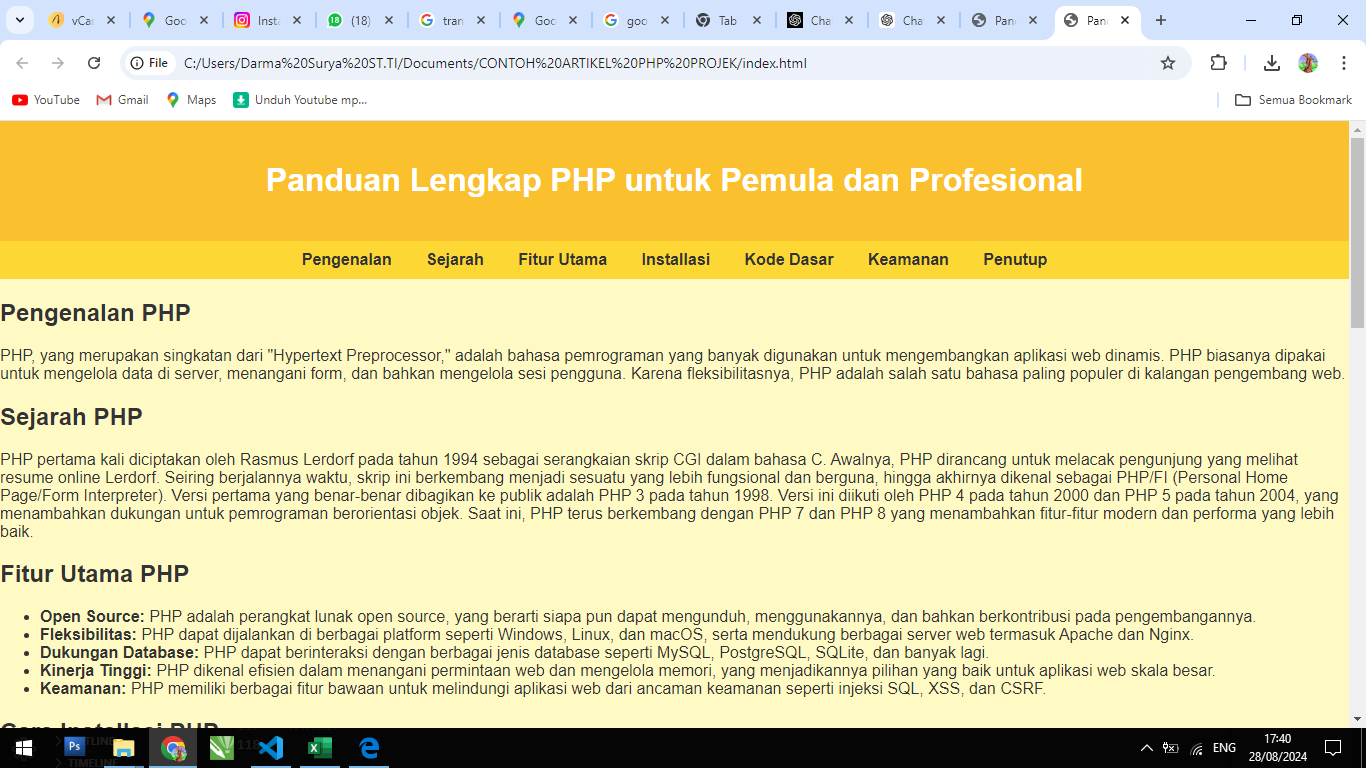 vCar
Goo
Insta
(18)
tran
Goo
goo
Tab
Cha
Cha
Pan
Pan
File
C:/Users/Darma%20Surya%20ST.TI/Documents/CONTOH%20ARTIKEL%20PHP%20PROJEK/index.html
YouTube
Gmail
Maps
Unduh Youtube mp...
Semua Bookmark
Panduan Lengkap PHP untuk Pemula dan Profesional
Pengenalan Sejarah Fitur Utama Installasi Kode Dasar Keamanan Penutup
Pengenalan PHP
PHP, yang merupakan singkatan dari "Hypertext Preprocessor," adalah bahasa pemrograman yang banyak digunakan untuk mengembangkan aplikasi web dinamis. PHP biasanya dipakai
untuk mengelola data di server, menangani form, dan bahkan mengelola sesi pengguna. Karena fleksibilitasnya, PHP adalah salah satu bahasa paling populer di kalangan pengembang web.
Sejarah PHP
PHP pertama kali diciptakan oleh Rasmus Lerdorf pada tahun 1994 sebagai serangkaian skrip CGI dalam bahasa C. Awalnya, PHP dirancang untuk melacak pengunjung yang melihat
resume online Lerdorf. Seiring berjalannya waktu, skrip ini berkembang menjadi sesuatu yang lebih fungsional dan berguna, hingga akhirnya dikenal sebagai PHP/FI (Personal Home
Page/Form Interpreter). Versi pertama yang benar-benar dibagikan ke publik adalah PHP 3 pada tahun 1998. Versi ini diikuti oleh PHP 4 pada tahun 2000 dan PHP 5 pada tahun 2004, yang
menambahkan dukungan untuk pemrograman berorientasi objek. Saat ini, PHP terus berkembang dengan PHP 7 dan PHP 8 yang menambahkan fitur-fitur modern dan performa yang lebih
baik.
Fitur Utama PHP
Open Source: PHP adalah perangkat lunak open source, yang berarti siapa pun dapat mengunduh, menggunakannya, dan bahkan berkontribusi pada pengembangannya.
Fleksibilitas: PHP dapat dijalankan di berbagai platform seperti Windows, Linux, dan macOS, serta mendukung berbagai server web termasuk Apache dan Nginx.
Dukungan Database: PHP dapat berinteraksi dengan berbagai jenis database seperti MySQL, PostgreSQL, SQLite, dan banyak lagi.
Kinerja Tinggi: PHP dikenal efisien dalam menangani permintaan web dan mengelola memori, yang menjadikannya pilihan yang baik untuk aplikasi web skala besar.
Keamanan: PHP memiliki berbagai fitur bawaan untuk melindungi aplikasi web dari ancaman keamanan seperti injeksi SQL, XSS, dan CSRF.
Cara Installasi PHP
118
TIMELINE
ENG
17:40
28/08/2024